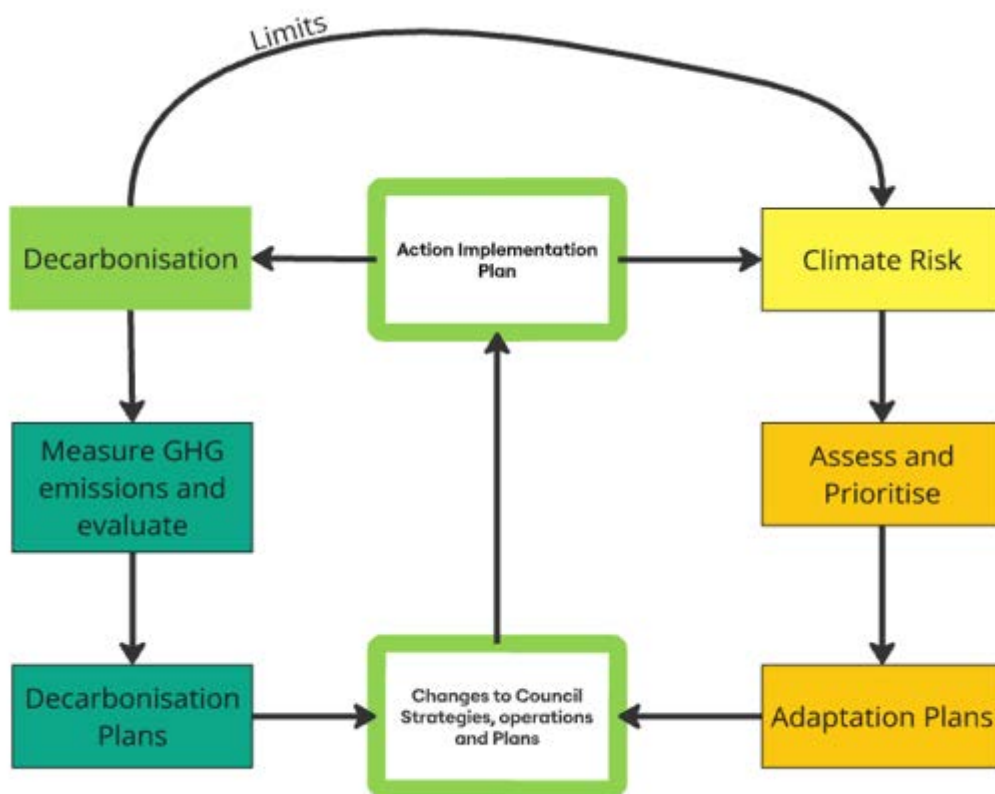 Limits
Decarbonisation
Action Implementation
Plan
Climate Risk
Measure GHG
emissions and
evaluate
Assess and
Prioritise
Decarbonisation
Plans
Changes to Council
Strategies, operations
and Plans
Adaptation Plans